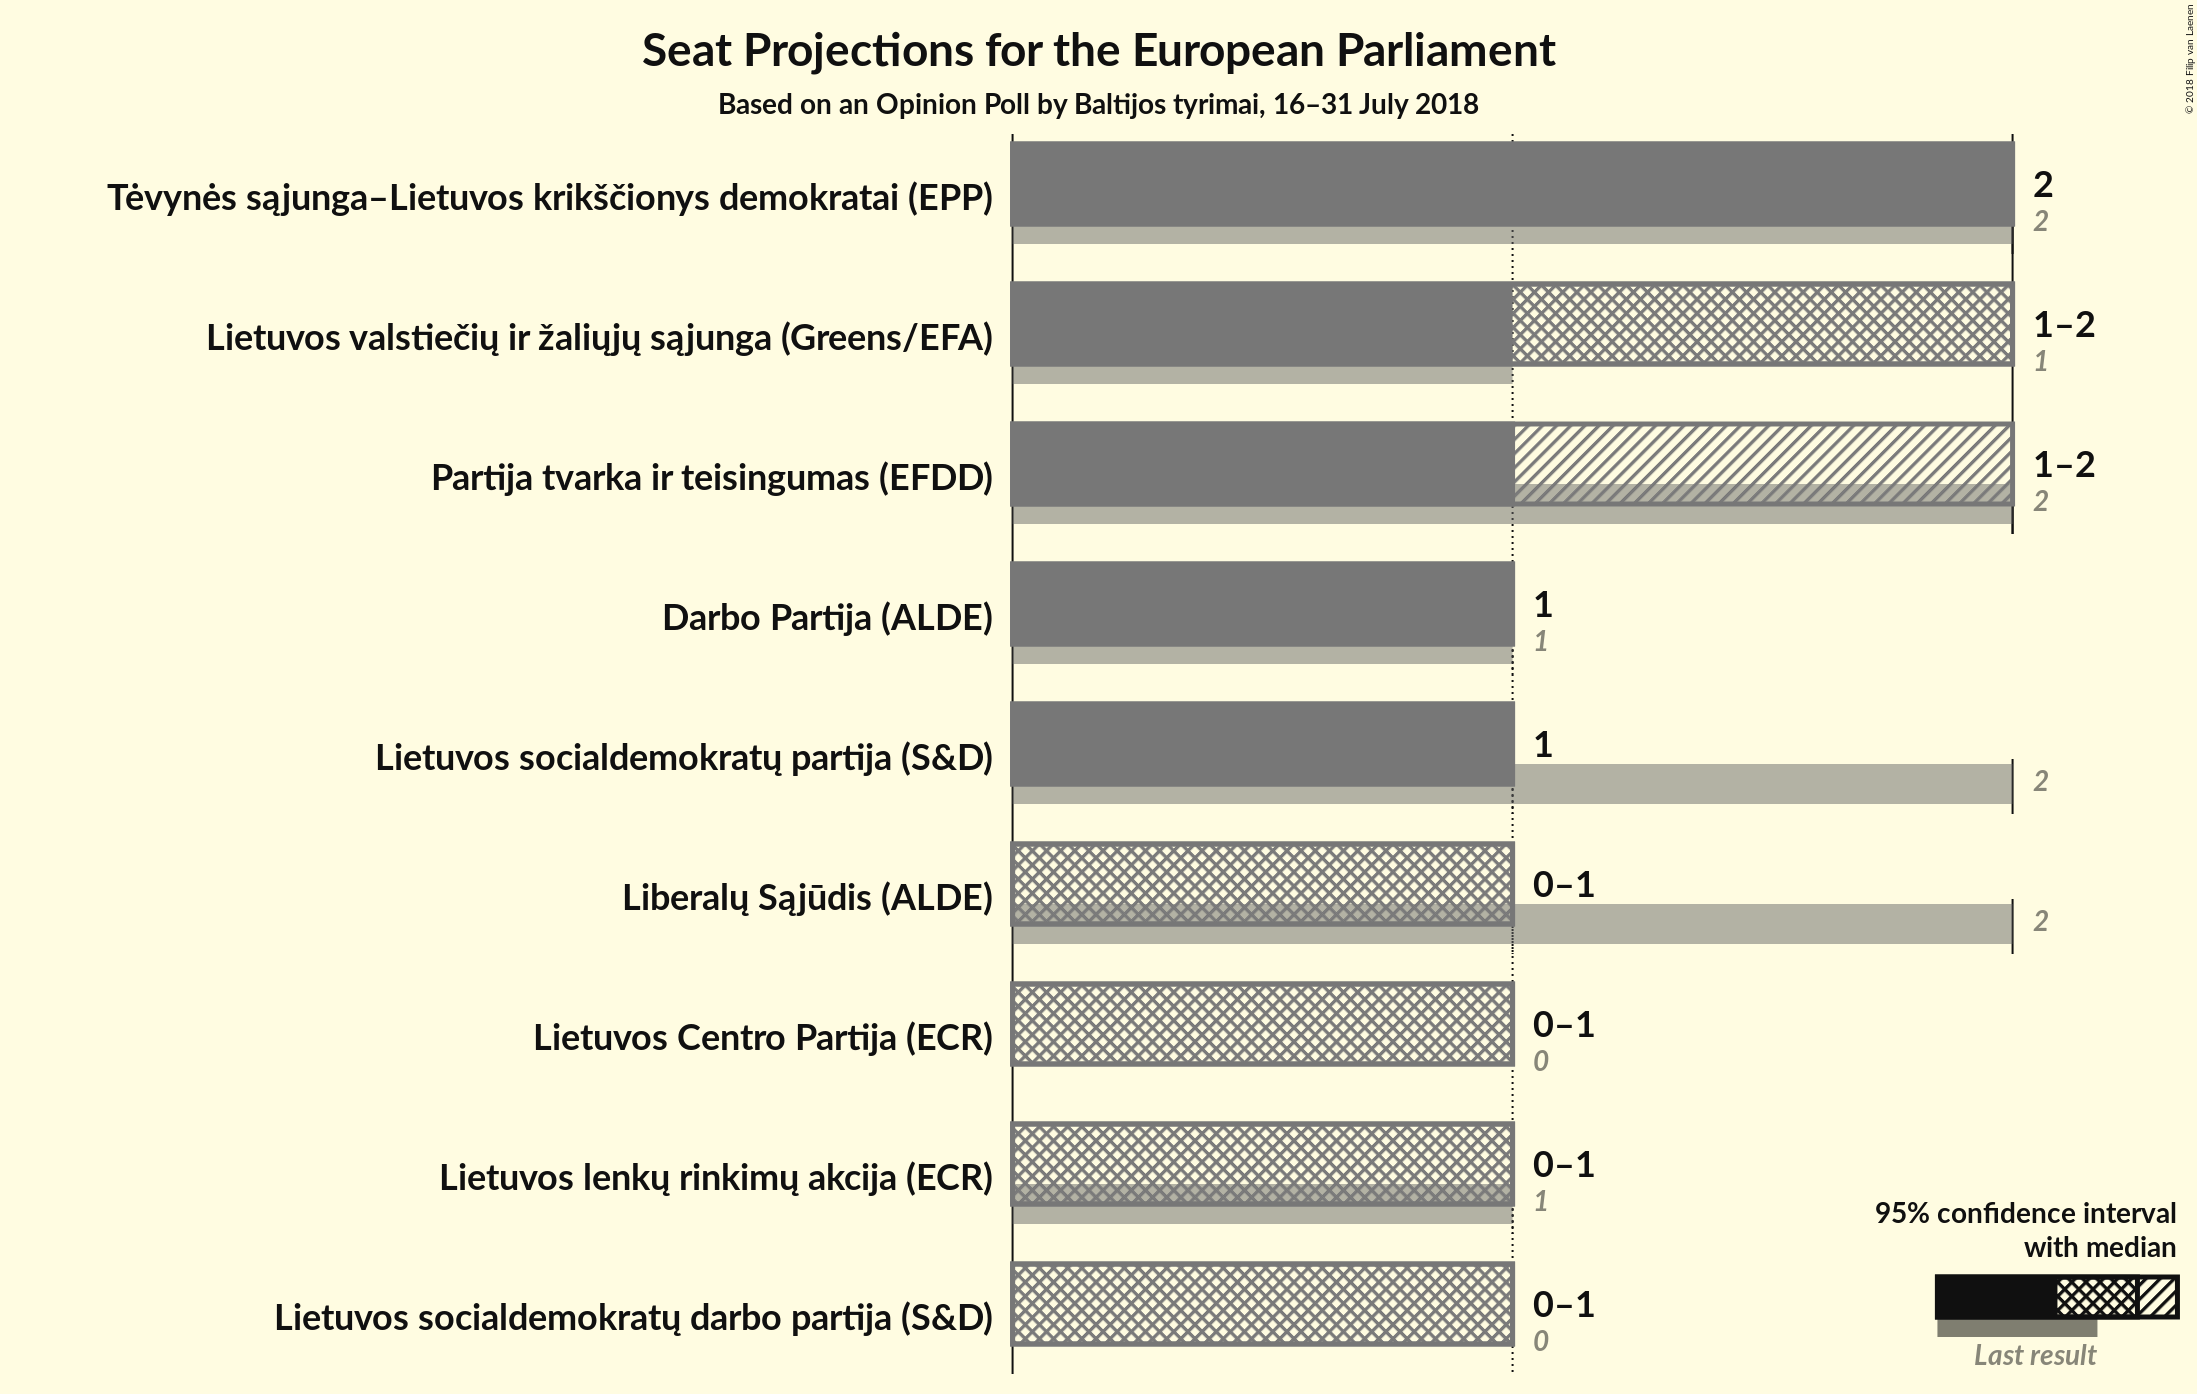 Seat Projections for the European Parliament
Based on an Opinion Poll by Baltijos tyrimai, 16–31 July 2018
© 2018 Filip van Laenen
Tėvynės sąjunga–Lietuvos krikščionys demokratai (EPP)
2
2
Lietuvos valstiečių ir žaliųjų sąjunga (Greens/EFA)
1–2
1
Partija tvarka ir teisingumas (EFDD)
1–2
2
Darbo Partija (ALDE)
1
1
Lietuvos socialdemokratų partija (S&D)
1
2
Liberalų Sąjūdis (ALDE)
0–1
2
Lietuvos Centro Partija (ECR)
0–1
0
Lietuvos lenkų rinkimų akcija (ECR)
0–1
1
Lietuvos socialdemokratų darbo partija (S&D)
0–1
0
95% confidence interval
with median
Last result